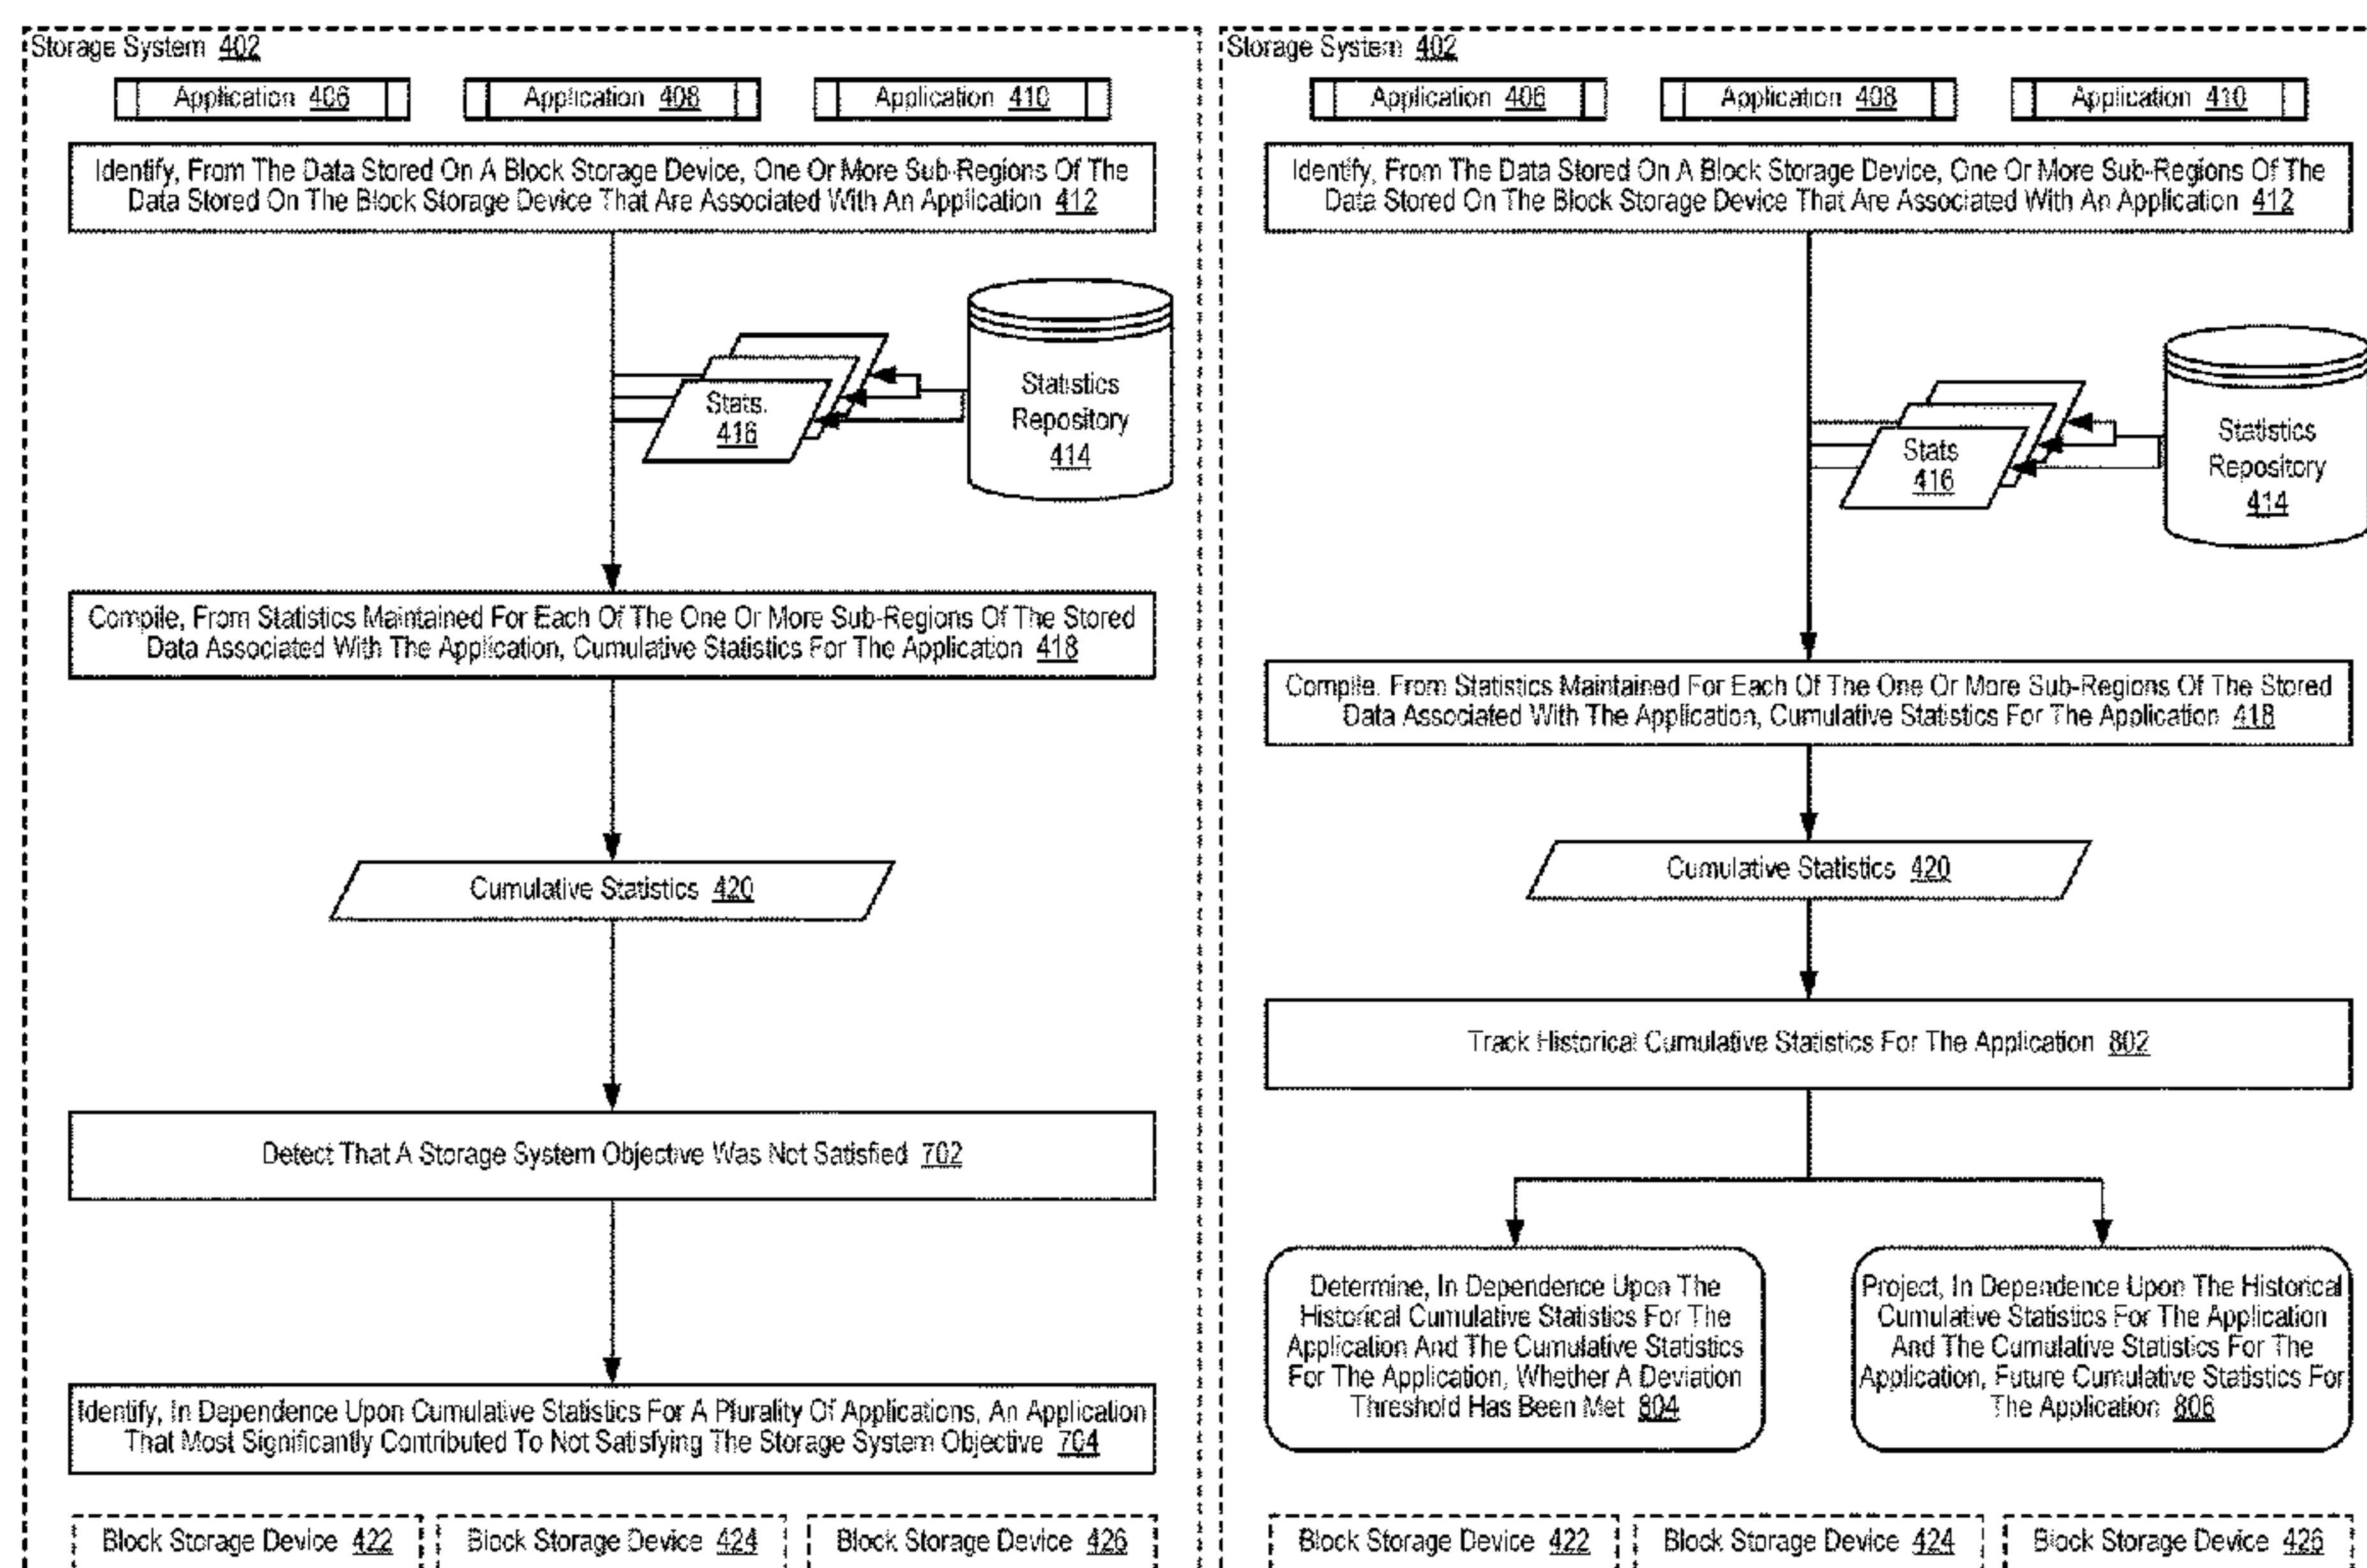 Storage System 402
Application 406
Application 408
Application 410
Identify, From The Data Stored On A Block Storage Device, One Or More Sub-Regions Of The
Data Stored On The Block Storage Device That Are Associated With An Application 412
Stats.
416
Statistics
Repository
414
Compile, From Statistics Maintained For Each Of The One Or More Sub-Regions Of The Stored
Data Associated With The Application, Cumulative Statistics For The Application 418
Cumulative Statistics 420
Detect That A Storage System Objective Was Not Satisfied 702
Identify, In Dependence Upon Cumulative Statistics For A Plurality Of Applications, An Application
That Most Significantly Contributed To Not Satisfying The Storage System Objective 704
Block Storage Device 422
Block Storage Device 424
Block Storage Device 426
Storage System 402
Application 406
Application 408
Application 410
Identify, From The Data Stored On A Block Storage Device, One Or More Sub-Regions Of The
Data Stored On The Block Storage Device That Are Associated With An Application 412
Stats
416
Statistics
Repository
414
Compile, From Statistics Maintained For Each Of The One Or More Sub-Regions Of The Stored
Data Associated With The Application, Cumulative Statistics For The Application 418
Cumulative Statistics 420
Track Historical Cumulative Statistics For The Application 802
Determine, In Dependence Upon The
Historical Cumulative Statistics For The
Application And The Cumulative Statistics
For The Application, Whether A Deviation
Threshold Has Been Met 804
Project, In Dependence Upon The Historical
Cumulative Statistics For The Application
And The Cumulative Statistics For The
Application, Future Cumulative Statistics For
The Application 806
Block Storage Device 422
Block Storage Device 424
Block Storage Device 426